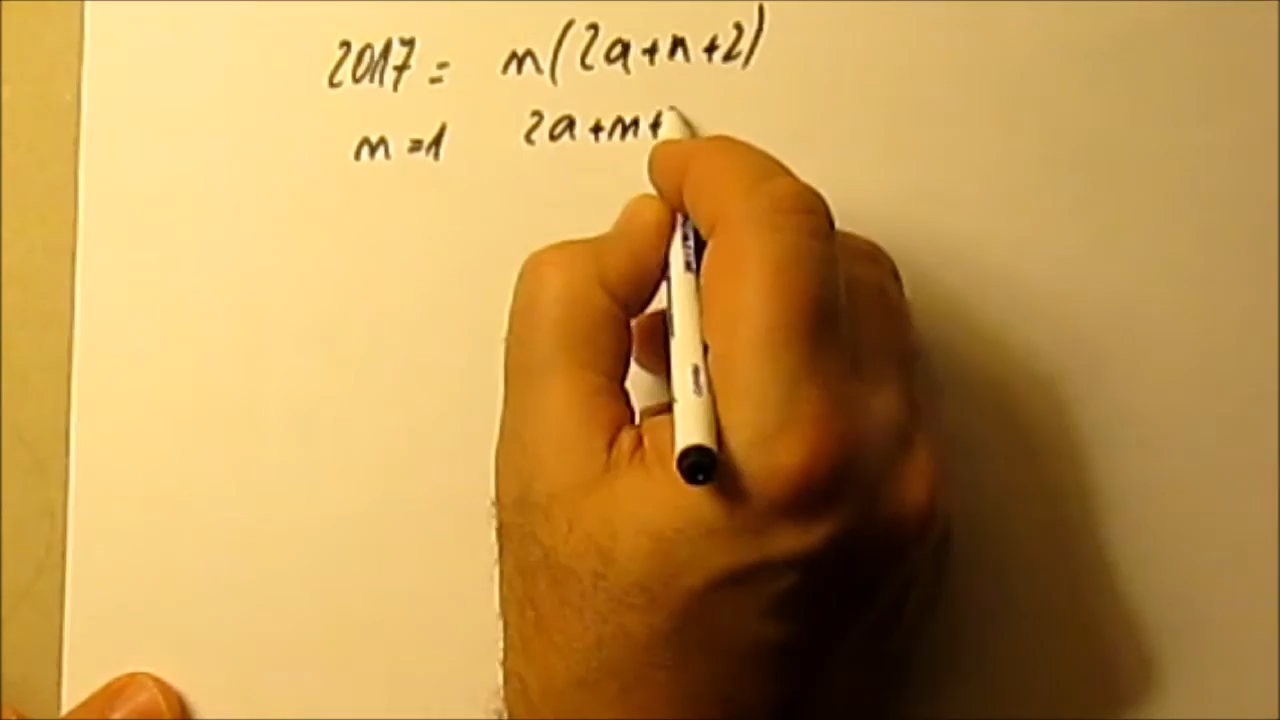 2017 = n(2a+n+2)
n=1 2a+n+